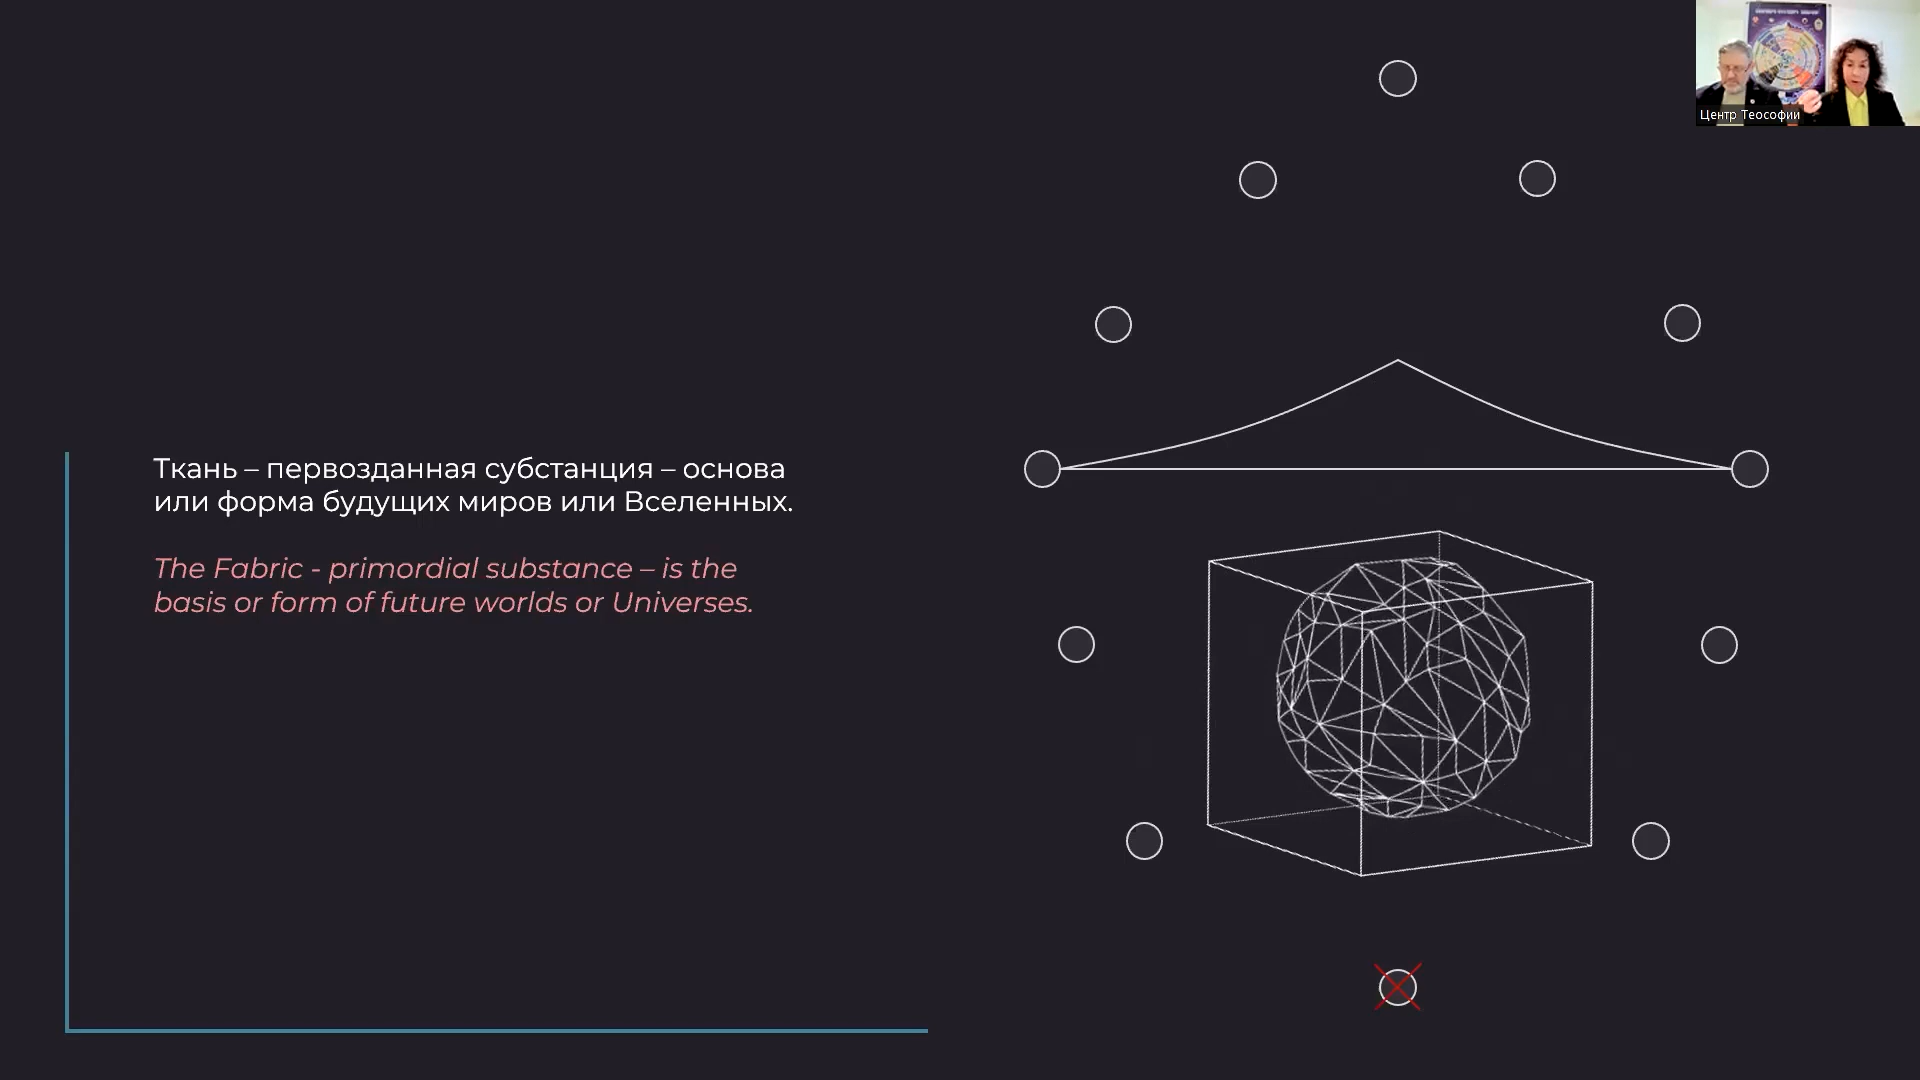 Ткань – первозданная субстанция – основа
или форма будущих миров или Вселенных.
The Fabric - primordial substance – is the
basis or form of future worlds or Universes.
Центр Теософии